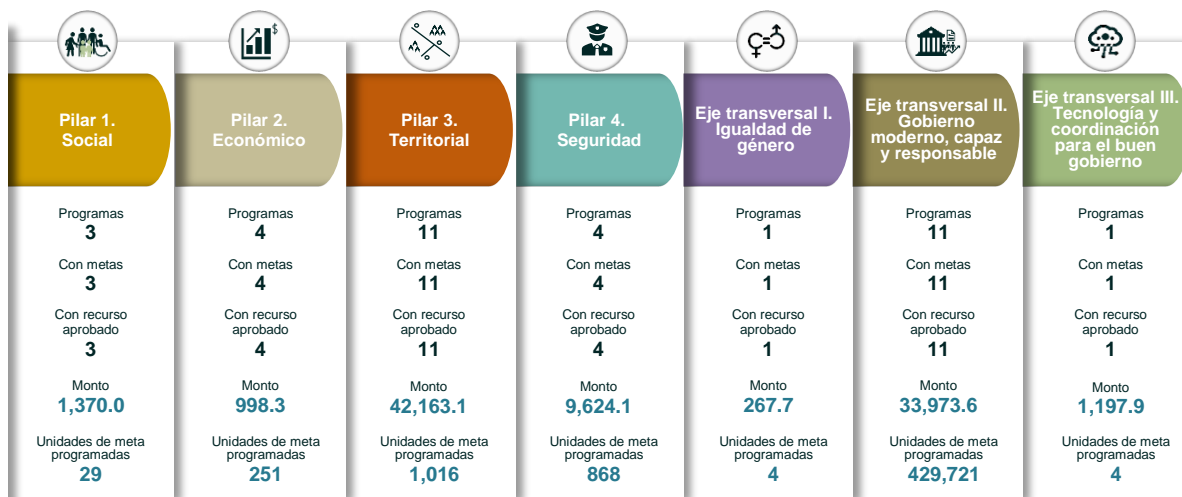 $
Pilar 1.
Social
Programas
3
Con metas
3
Con recurso
aprobado
3
Monto
1,370.0
Unidades de meta
programadas
29
Pilar 2.
Económico
Programas
4
Con metas
4
Con recurso
aprobado
4
Monto
998.3
Unidades de meta
programadas
251
Pilar 3.
Territorial
Programas
11
Con metas
11
Con recurso
aprobado
11
Monto
42,163.1
Unidades de meta
programadas
1,016
Pilar 4.
Seguridad
Programas
4
Con metas
4
Con recurso
aprobado
4
Monto
9,624.1
Unidades de meta
programadas
868
Eje transversal I.
Igualdad de
género
Programas
1
Con metas
1
Con recurso
aprobado
1
Monto
267.7
Unidades de meta
programadas
4
Eje transversal II.
Gobierno
moderno, capaz
y responsable
Programas
11
Con metas
11
Con recurso
aprobado
11
Monto
33,973.6
Unidades de meta
programadas
429,721
Eje transversal III.
Tecnología y
coordinación
para el buen
gobierno
Programas
1
Con metas
1
Con recurso
aprobado
1
Monto
1,197.9
Unidades de meta
programadas
4